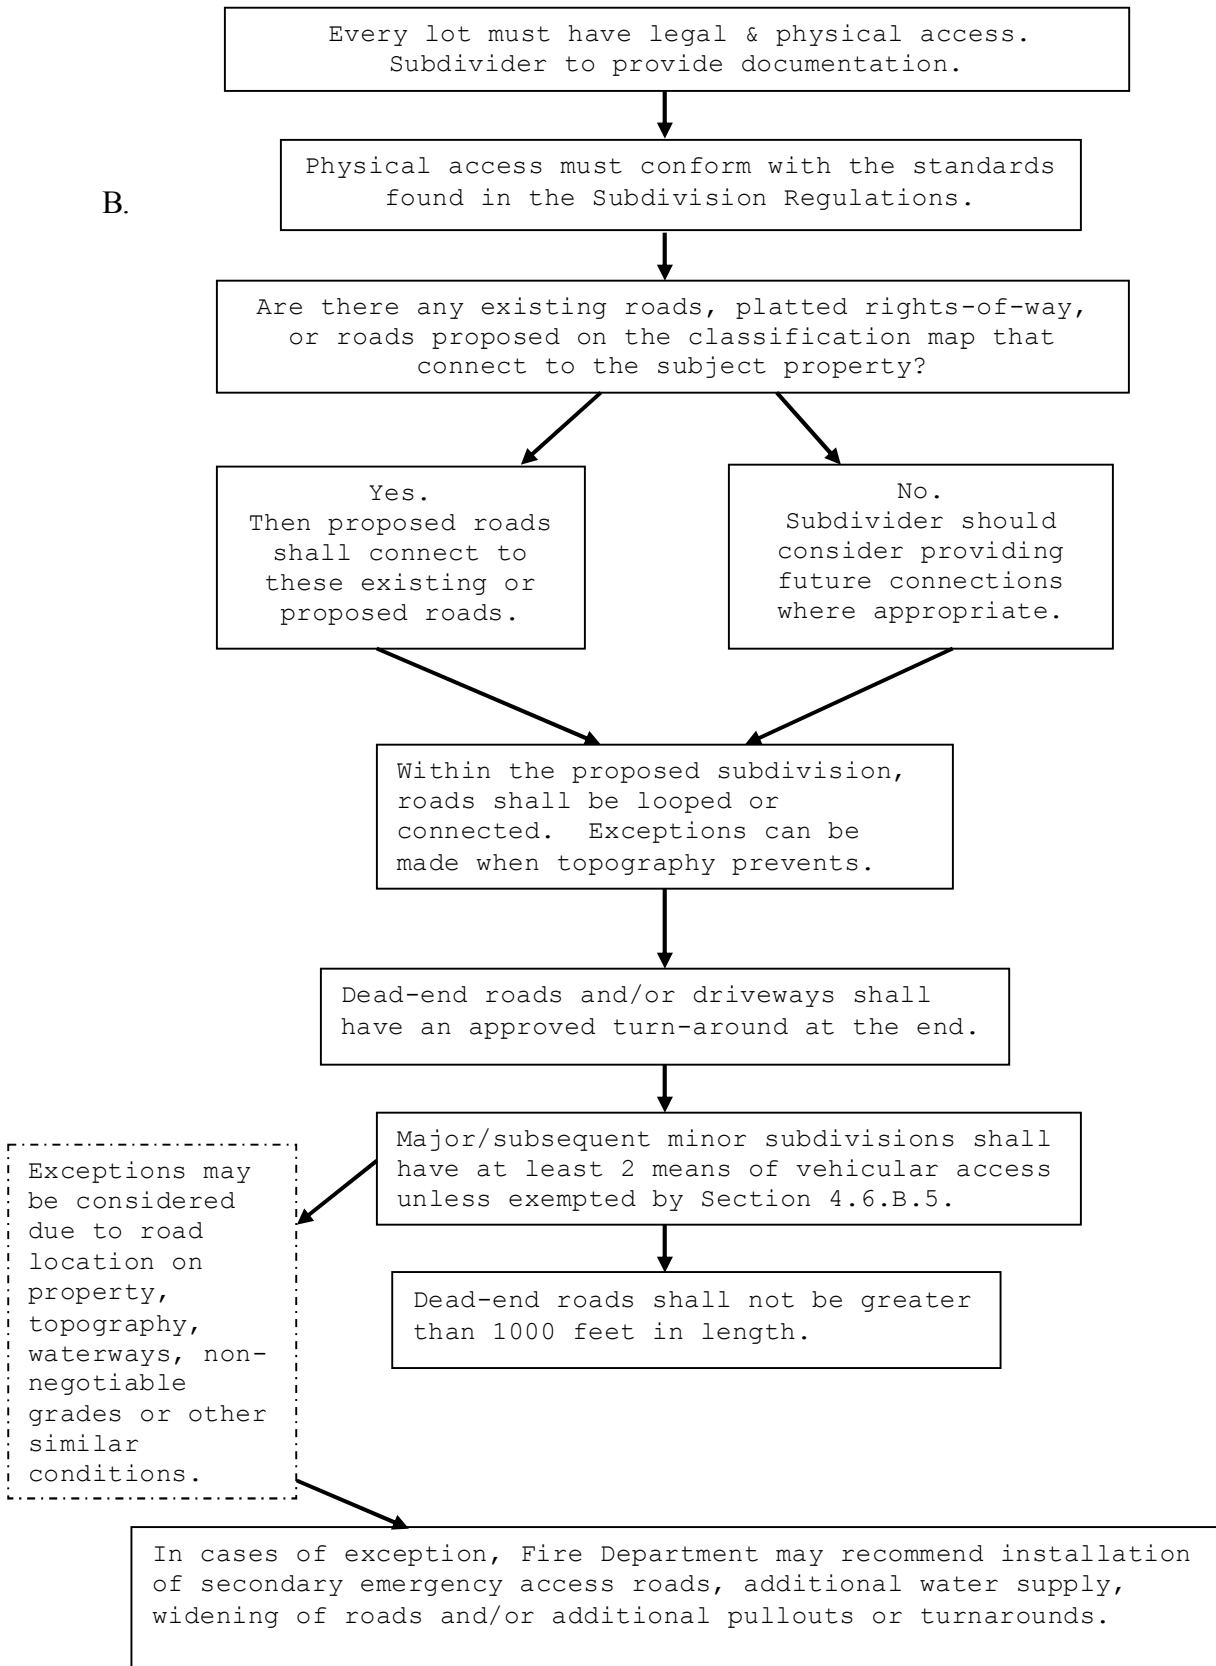 Every lot must have legal & physical access.
Subdivider to provide documentation.
Physical access must conform with the standards
found in the Subdivision Regulations.
B.
Are there any existing roads, platted rights-of-way,
or roads proposed on the classification map that
connect to the subject property?
Yes.
Then proposed roads
shall connect to
these existing or
proposed roads.
No.
Subdivider should
consider providing
future connections
where appropriate.
Within the proposed subdivision,
roads shall be looped or
connected.  Exceptions can be
made when topography prevents.
Dead-end roads and/or driveways shall
have an approved turn-around at the end.
Major/subsequent minor subdivisions shall
have at least 2 means of vehicular access
unless exempted by Section 4.6.B.5.
Exceptions may
be considered
due to road
location on
property,
topography,
waterways, non-
negotiable
grades or other
similar
conditions.
Dead-end roads shall not be greater
than 1000 feet in length.
In cases of exception, Fire Department may recommend installation
of secondary emergency access roads, additional water supply,
widening of roads and/or additional pullouts or turnarounds.